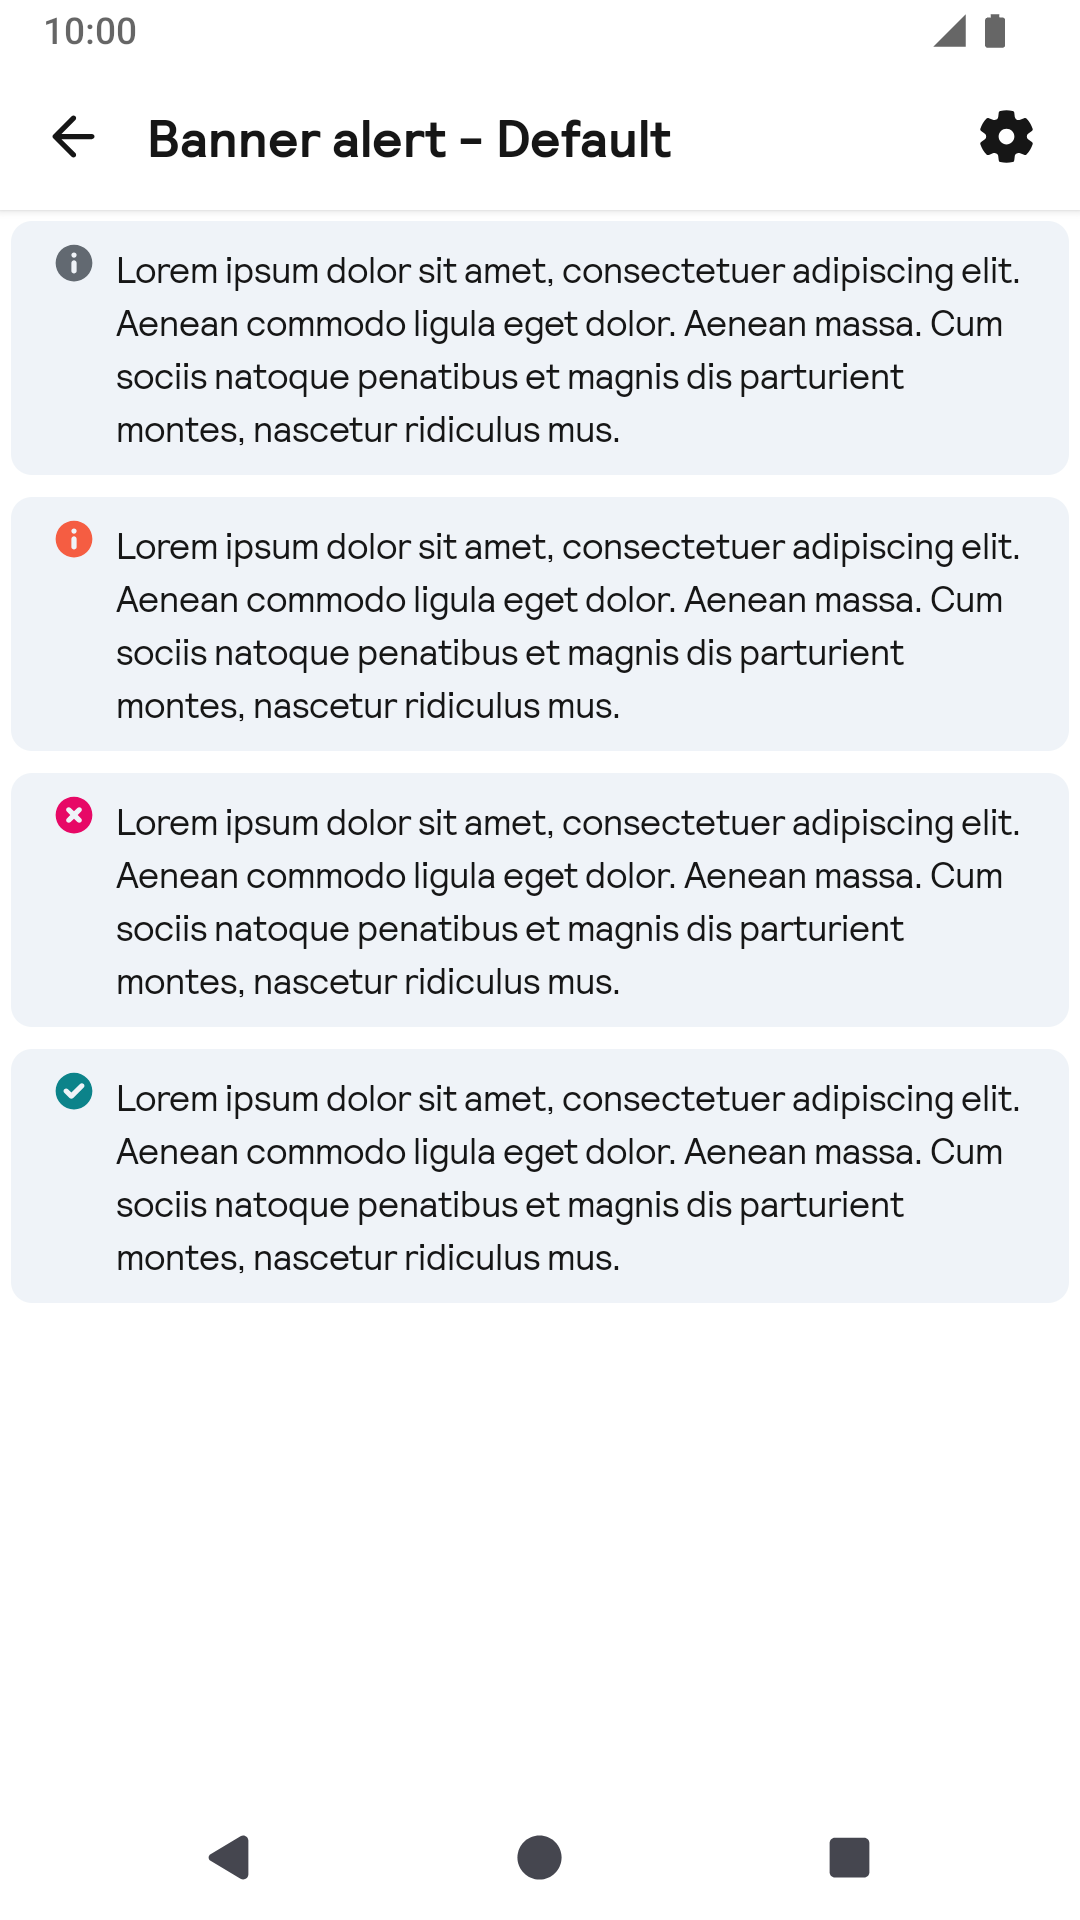 10:00
Banner alert - Default
Lorem ipsum dolor sit amet, consectetuer adipiscing elit.
Aenean commodo ligula eget dolor. Aenean massa. Cum
sociis natoque penatibus et magnis dis parturient
montes, nascetur ridiculus mus.
Lorem ipsum dolor sit amet, consectetuer adipiscing elit.
Aenean commodo ligula eget dolor. Aenean massa. Cum
sociis natoque penatibus et magnis dis parturient
montes, nascetur ridiculus mus.
Lorem ipsum dolor sit amet, consectetuer adipiscing elit.
Aenean commodo ligula eget dolor. Aenean massa. Cum
sociis natoque penatibus et magnis dis parturient
montes, nascetur ridiculus mus.
Lorem ipsum dolor sit amet, consectetuer adipiscing elit.
Aenean commodo ligula eget dolor. Aenean massa. Cum
sociis natoque penatibus et magnis dis parturient
montes, nascetur ridiculus mus.